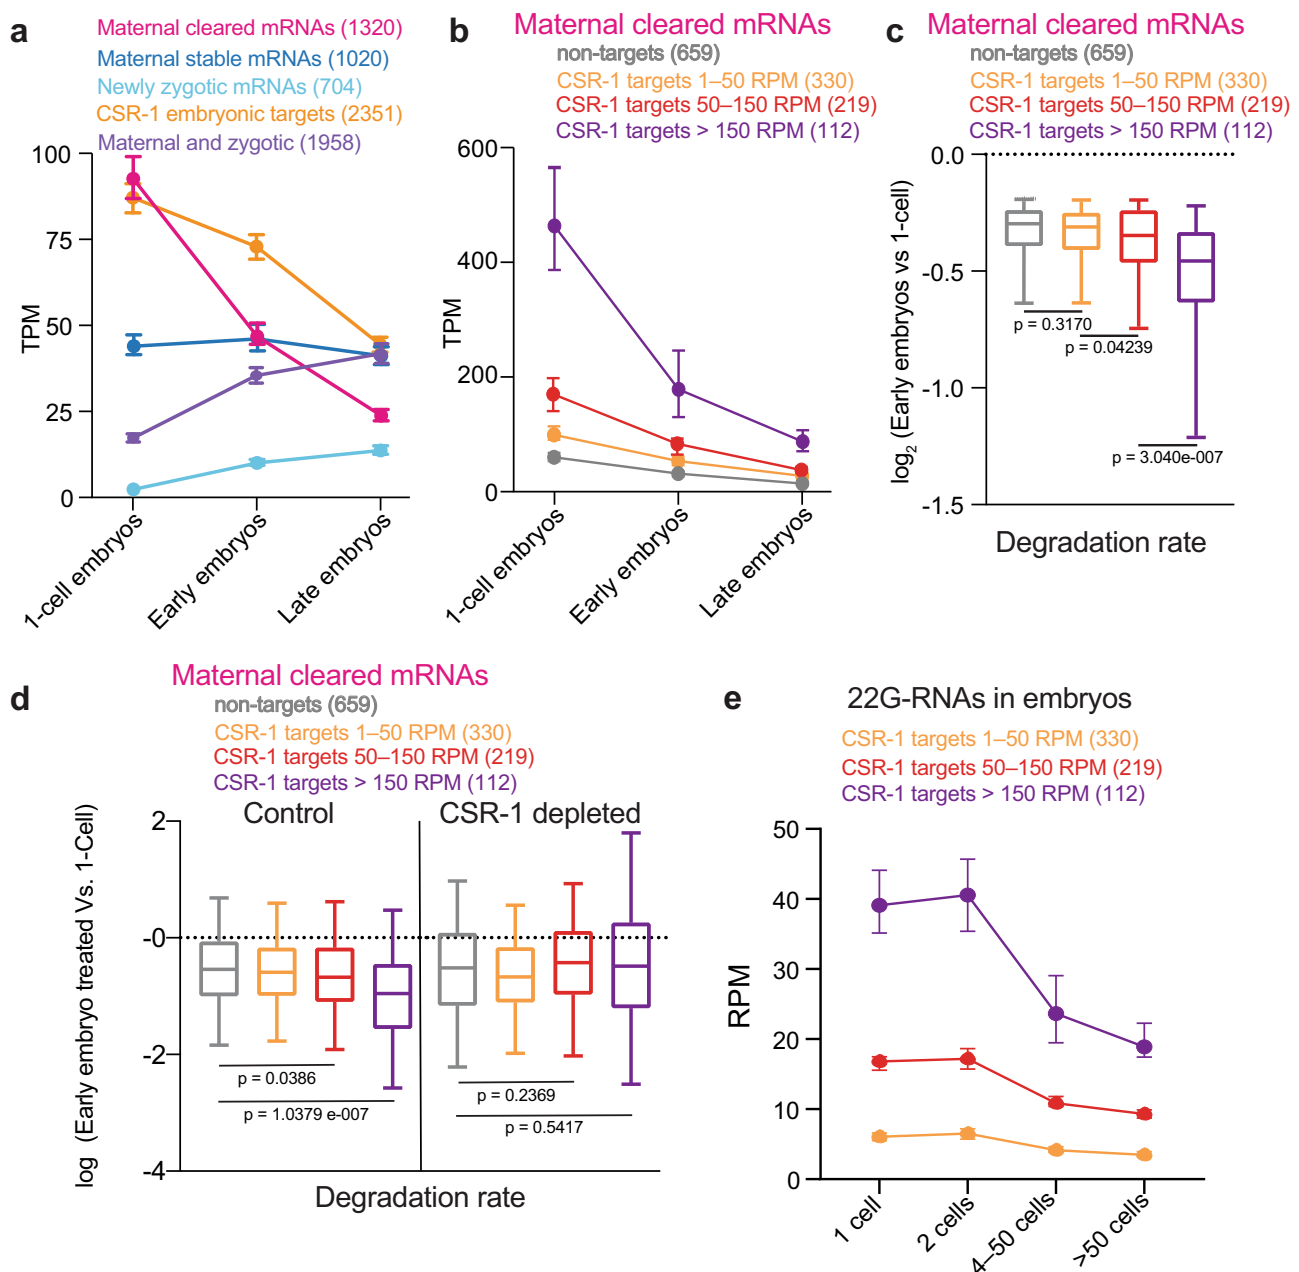 a
Maternal cleared mRNAs (1320)
Maternal stable mRNAs (1020)
Newly zygotic mRNAs (704)
CSR-1 embryonic targets (2351)
Maternal and zygotic (1958)
100
75
50
25
0
TPM
1-cell embryos
Early embryos
Late embryos
b
Maternal cleared mRNAs
non-targets (659)
CSR-1 targets 1–50 RPM (330)
CSR-1 targets 50–150 RPM (219)
CSR-1 targets > 150 RPM (112)
600
400
200
0
TPM
1-cell embryos
Early embryos
Late embryos
c
Maternal cleared mRNAs
non-targets (659)
CSR-1 targets 1–50 RPM (330)
CSR-1 targets 50–150 RPM (219)
CSR-1 targets > 150 RPM (112)
0.0
-0.5
-1.0
-1.5
log2 (Early embryos vs 1-cell)
p = 0.3170
p = 0.04239
p = 3.040e-007
Degradation rate
d
Maternal cleared mRNAs
non-targets (659)
CSR-1 targets 1–50 RPM (330)
CSR-1 targets 50–150 RPM (219)
CSR-1 targets > 150 RPM (112)
Control
CSR-1 depleted
2
-0
-2
-4
log (Early embryo treated Vs. 1-Cell)
p = 0.0386
p = 1.0379 e-007
p = 0.2369
p = 0.5417
Degradation rate
e
22G-RNAs in embryos
CSR-1 targets 1–50 RPM (330)
CSR-1 targets 50–150 RPM (219)
CSR-1 targets > 150 RPM (112)
50
40
30
20
10
0
RPM
1 cell
2 cells
4–50 cells
>50 cells